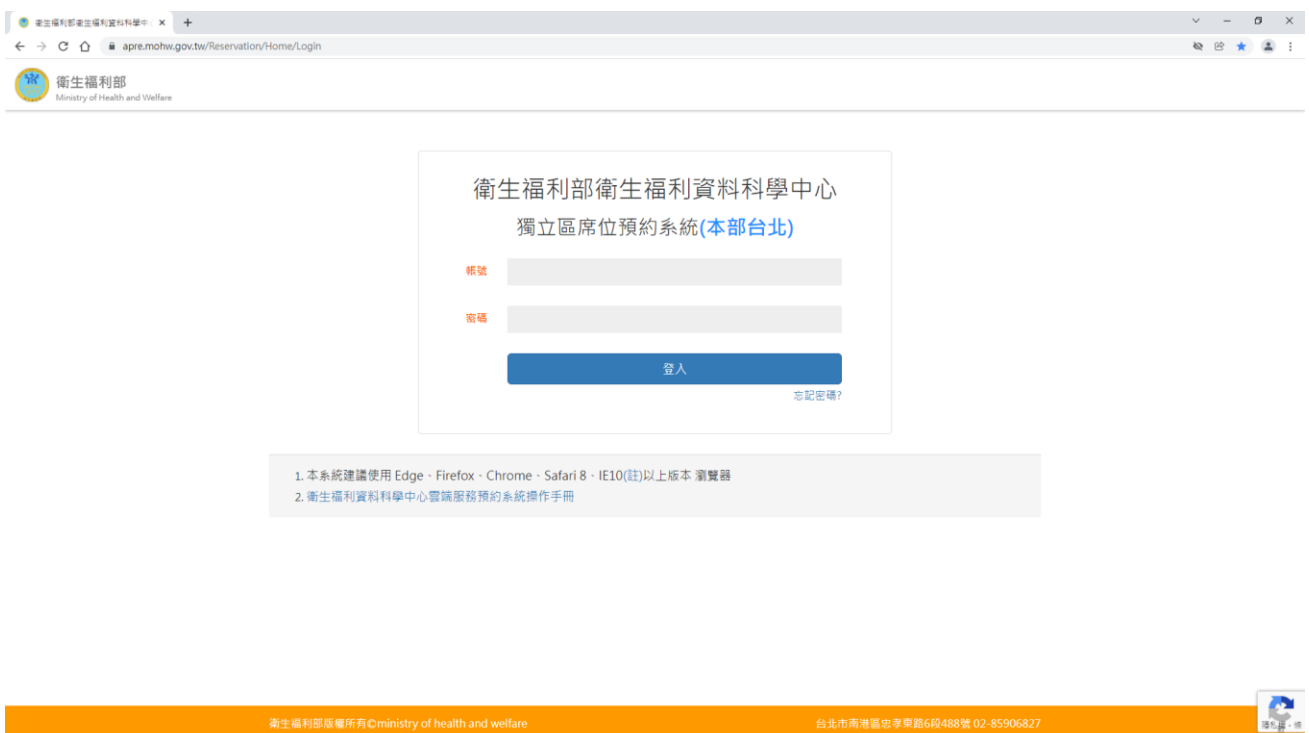 衛生福利部衛生福利資料科學中
apre.mohw.gov.tw/Reservation/Home/Login
衛生福利部
Ministry of Health and Welfare
衛生福利部衛生福利資料科學中心
獨立區席位預約系統(本部台北)
帳號
密碼
登入
忘記密碼?
1. 本系統建議使用 Edge、Firefox、Chrome、Safari 8、IE10(註)以上版本 瀏覽器
2. 衛生福利資料科學中心雲端服務預約系統操作手冊
衛生福利部版權所有©ministry of health and welfare
台北市南港區忠孝東路6段488號 02-85906827